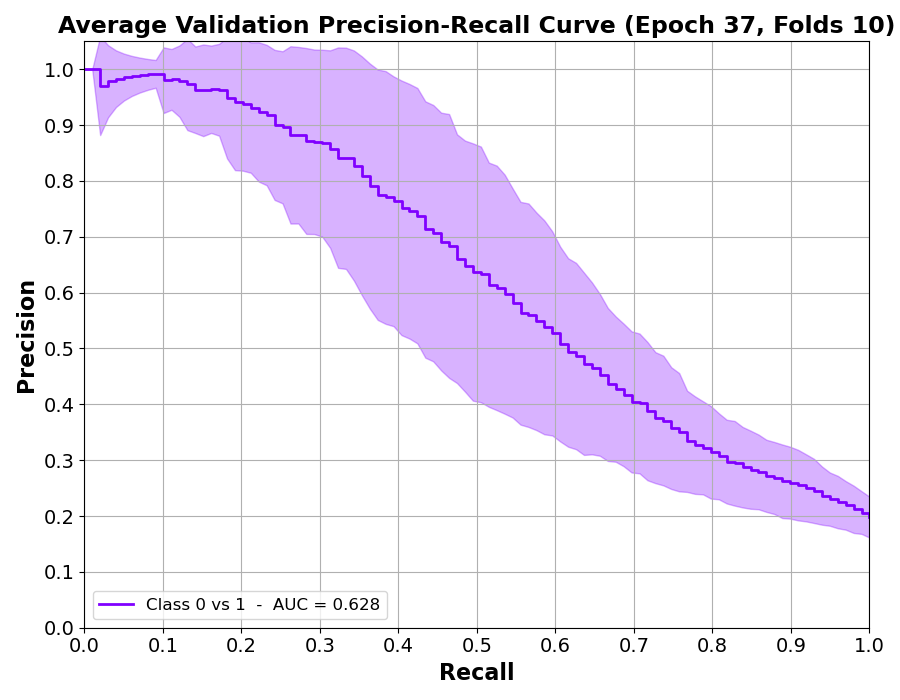 Average Validation Precision-Recall Curve (Epoch 37, Folds 10)
Precision
1.0
0.9
0.8
0.7
0.6
0.5
0.4
0.3
0.2
0.1
0.0
Class 0 vs 1 - AUC = 0.628
0.0 0.1 0.2 0.3 0.4 0.5 0.6 0.7 0.8 0.9 1.0
Recall